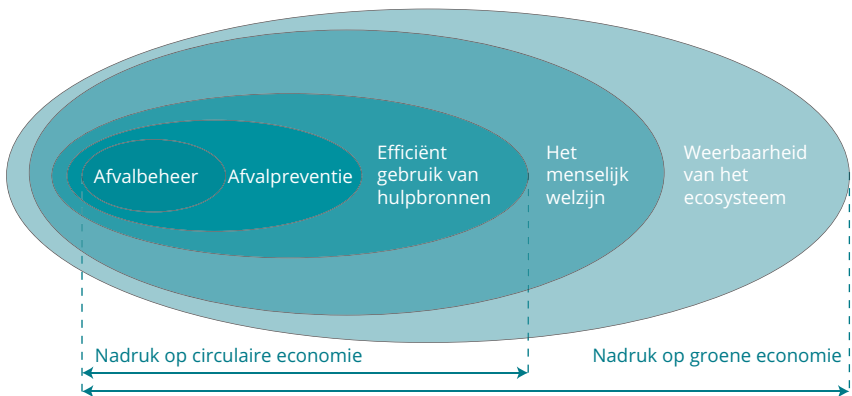 Afvalbeheer
Afvalpreventie
Efficiënt
gebruik van
hulpbronnen
Het
menselijk
welzijn
Weerbaarheid
van het
ecosysteem
Nadruk op circulaire economie
Nadruk op groene economie